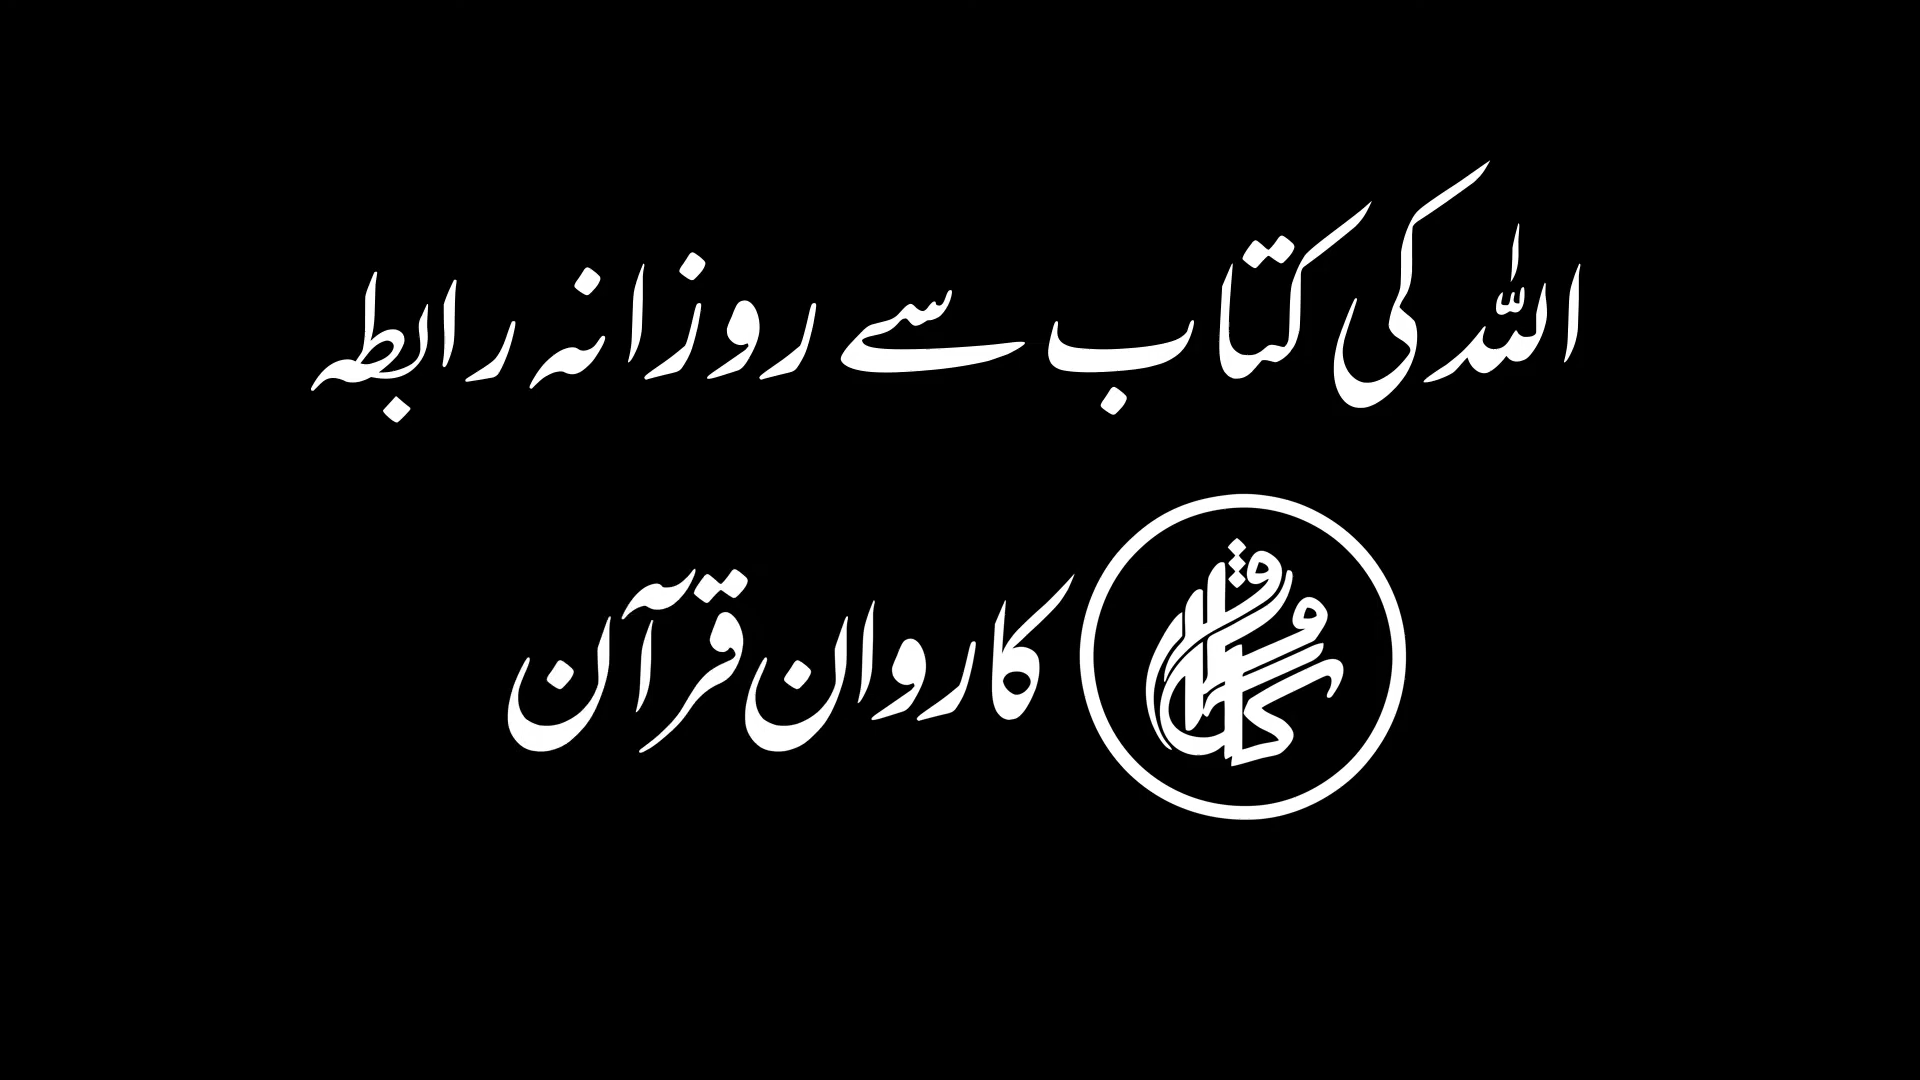 اللہ کی کتاب سے روزانہ رابطہ
کاروان قرآن